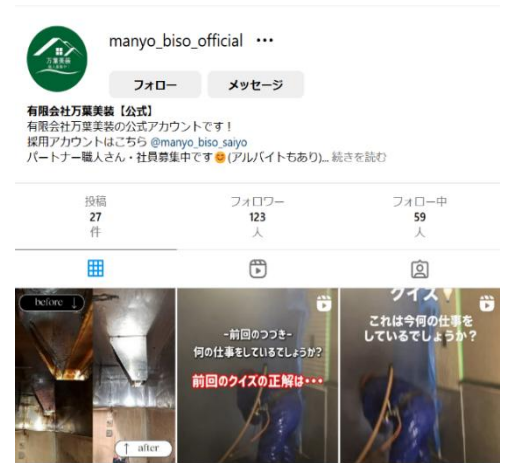 manyo_biso_official
万葉美装
フォロー
メッセージ
有限会社万葉美装【公式】
有限会社万葉美装の公式アカウントです！
採用アカウントはこちら @manyo_biso_saiyo
パートナー職人さん・社員募集中です😊(アルバイトもあり)... 続きを読む
投稿
27
件
フォロワー
123
人
フォロー中
59
人
before ↓
↑ after
-前回のつづき-
何の仕事をしているでしょうか?
前回のクイズの正解は・・・
クイズ
これは今何の仕事を
しているでしょうか？